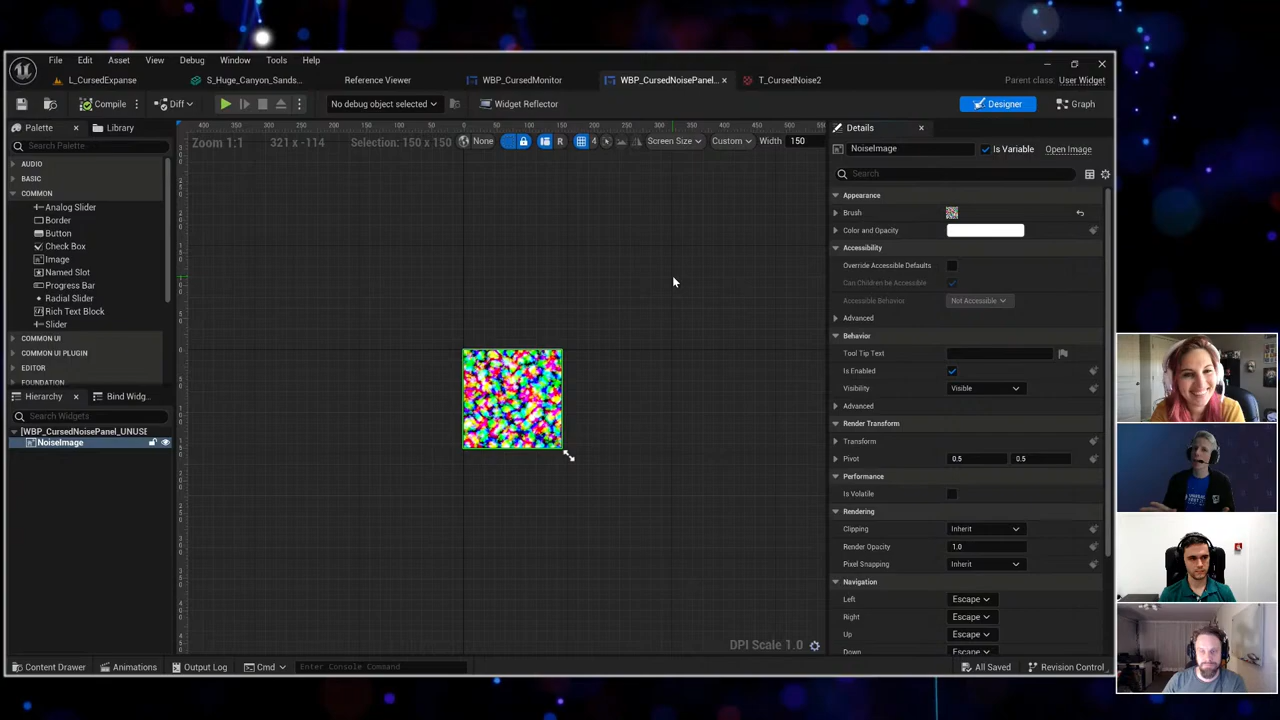 File Edit Asset View Debug Window Tools Help
L_CursedExpanse S_Huge_Canyon_Sands... Reference Viewer WBP_CursedMonitor WBP_CursedNoisePanel... T_CursedNoise2 Parent class: User Widget
Compile Diff No debug object selected Widget Reflector Designer Graph
Palette Library
Search Palette
AUDIO
BASIC
COMMON
Analog Slider
Border
Button
Check Box
Image
Named Slot
Progress Bar
Radial Slider
Rich Text Block
Slider
COMMON UI
COMMON UI PLUGIN
EDITOR
FOUNDATION
Hierarchy Bind Widg...
Search Widgets
[WBP_CursedNoisePanel_UNUSE
NoiseImage
Zoom 1:1 321 x -114 Selection: 150 x 150 None R 4 Screen Size Custom Width 150
DPI Scale 1.0
Details
NoiseImage Is Variable Open Image
Search
Appearance
Brush
Color and Opacity
Accessibility
Override Accessible Defaults
Can Children be Accessible
Accessible Behavior Not Accessible
Advanced
Behavior
Tool Tip Text
Is Enabled
Visibility Visible
Advanced
Render Transform
Transform
Pivot 0.5 0.5
Performance
Is Volatile
Rendering
Clipping Inherit
Render Opacity 1.0
Pixel Snapping Inherit
Navigation
Left Escape
Right Escape
Up Escape
Down Escape
Content Drawer Animations Output Log Cmd Enter Console Command All Saved Revision Control